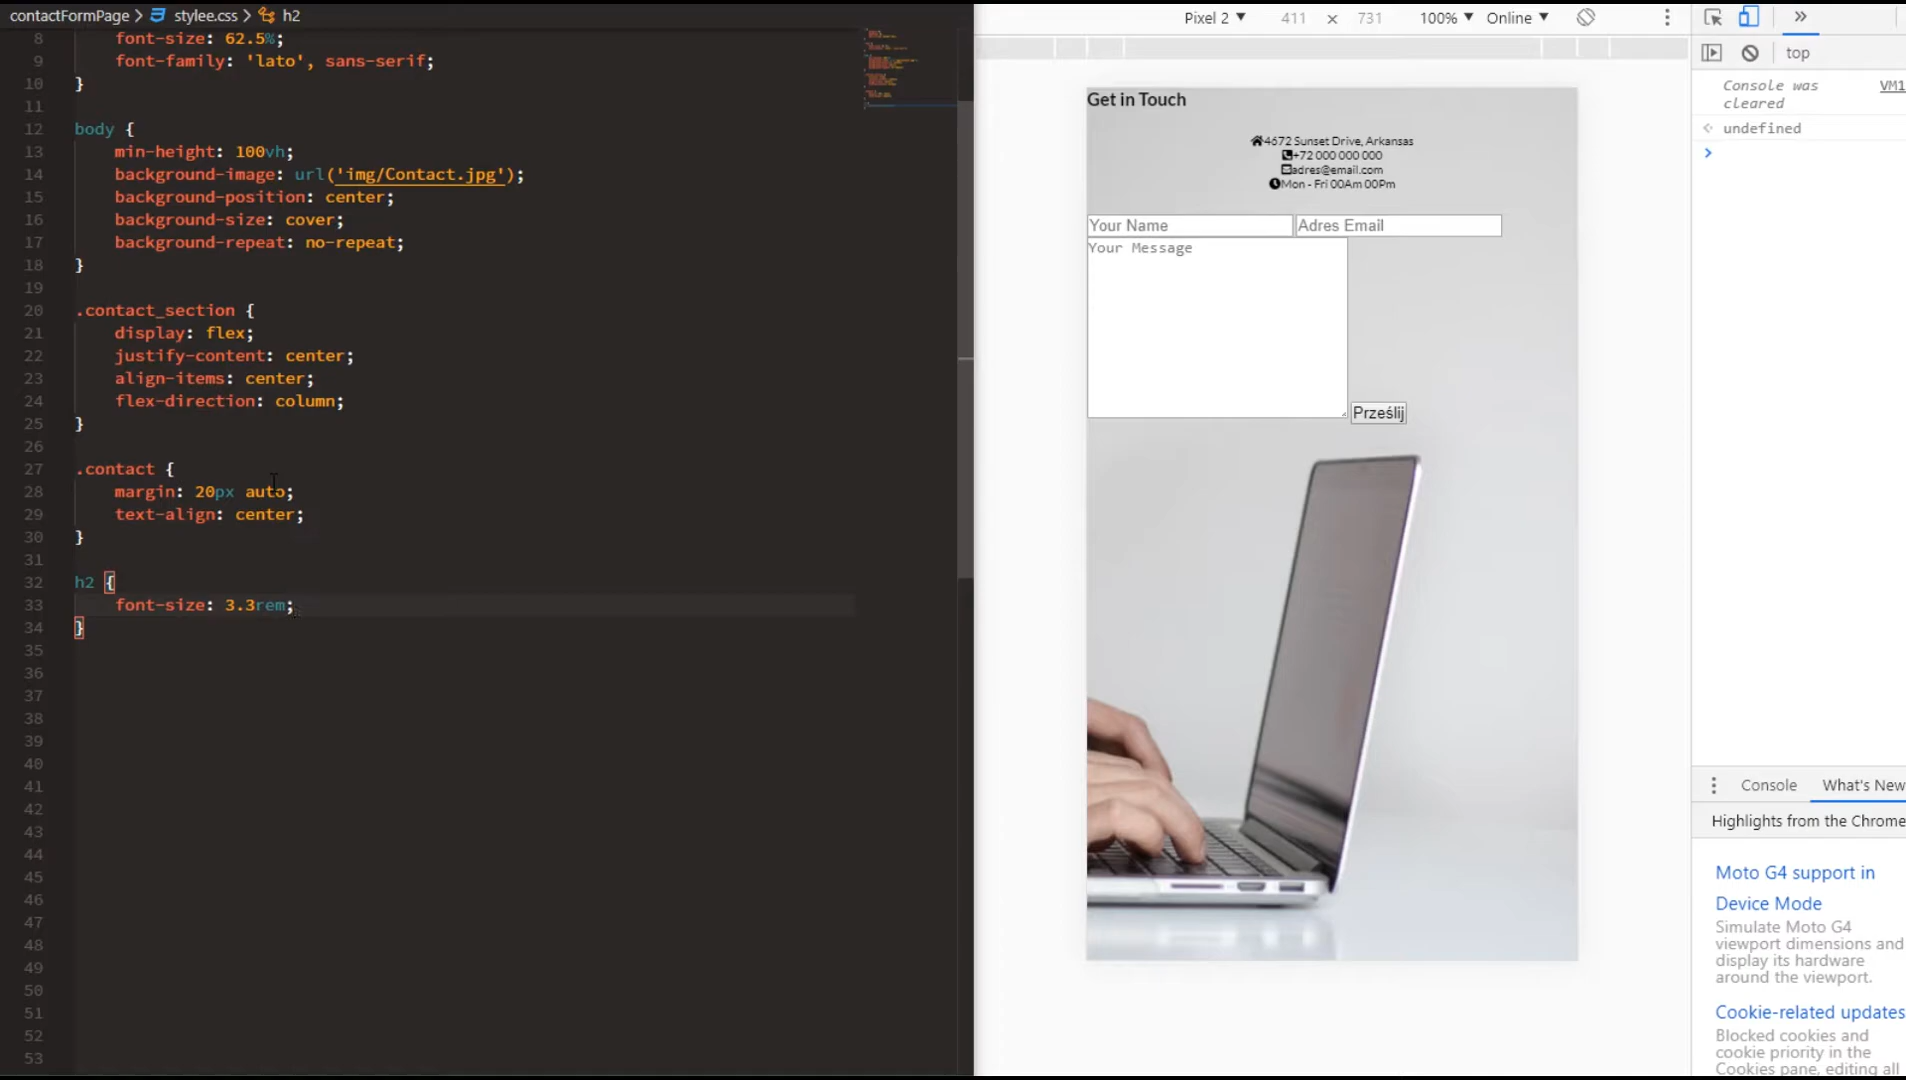 contactFormPage > stylee.css > h2
8 font-size: 62.5%;
9 font-family: 'lato', sans-serif;
10 }
11
12 body {
13 min-height: 100vh;
14 background-image: url('img/Contact.jpg');
15 background-position: center;
16 background-size: cover;
17 background-repeat: no-repeat;
18 }
19
20 .contact_section {
21 display: flex;
22 justify-content: center;
23 align-items: center;
24 flex-direction: column;
25 }
26
27 .contact {
28 margin: 20px auto;
29 text-align: center;
30 }
31
32 h2 {
33 font-size: 3.3rem;
34 }
35
36
37
38
39
40
41
42
43
44
45
46
47
48
49
50
51
52
53
Pixel 2 ▼ 411 × 731 100% ▼ Online ▼
Get in Touch
4672 Sunset Drive, Arkansas
+72 000 000 000
adres@email.com
Mon - Fri 00Am 00Pm
Your Name Adres Email
Your Message
Prześlij
top
Console was VM1
cleared
undefined
Console What's New
Highlights from the Chrome
Moto G4 support in
Device Mode
Simulate Moto G4
viewport dimensions and
display its hardware
around the viewport.
Cookie-related updates
Blocked cookies and
cookie priority in the
Cookies pane, editing all